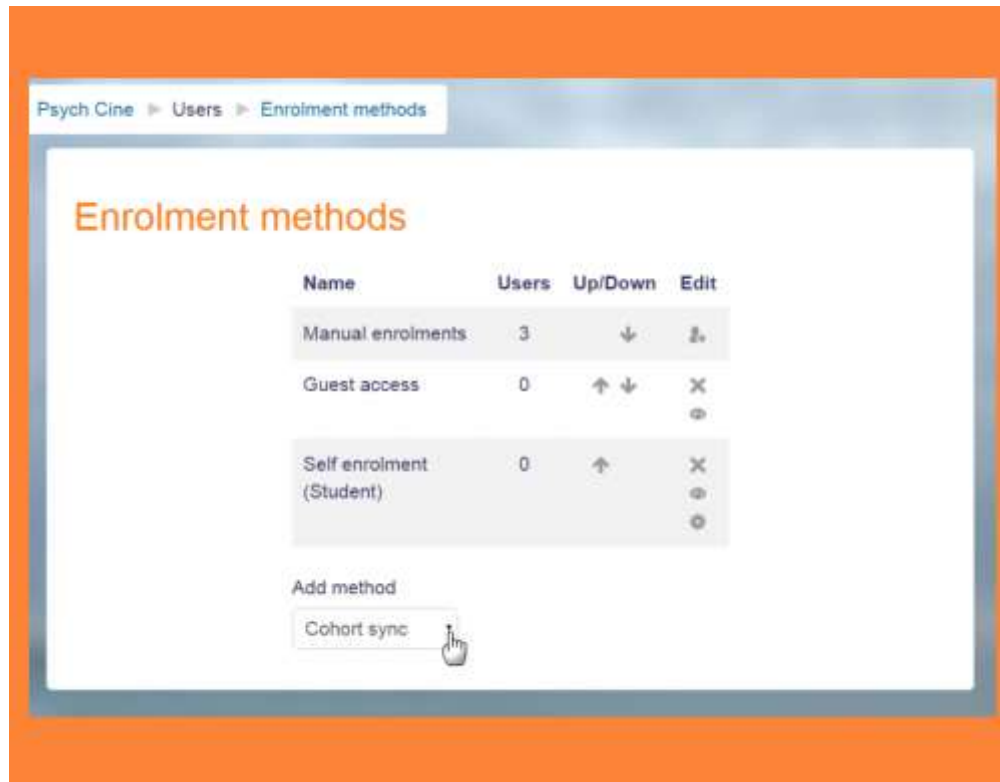 Psych Cine ▶ Users ▶ Enrolment methods
Enrolment methods
Name Users Up/Down Edit
Manual enrolments 3
Guest access 0
Self enrolment 0
(Student)
Add method
Cohort sync